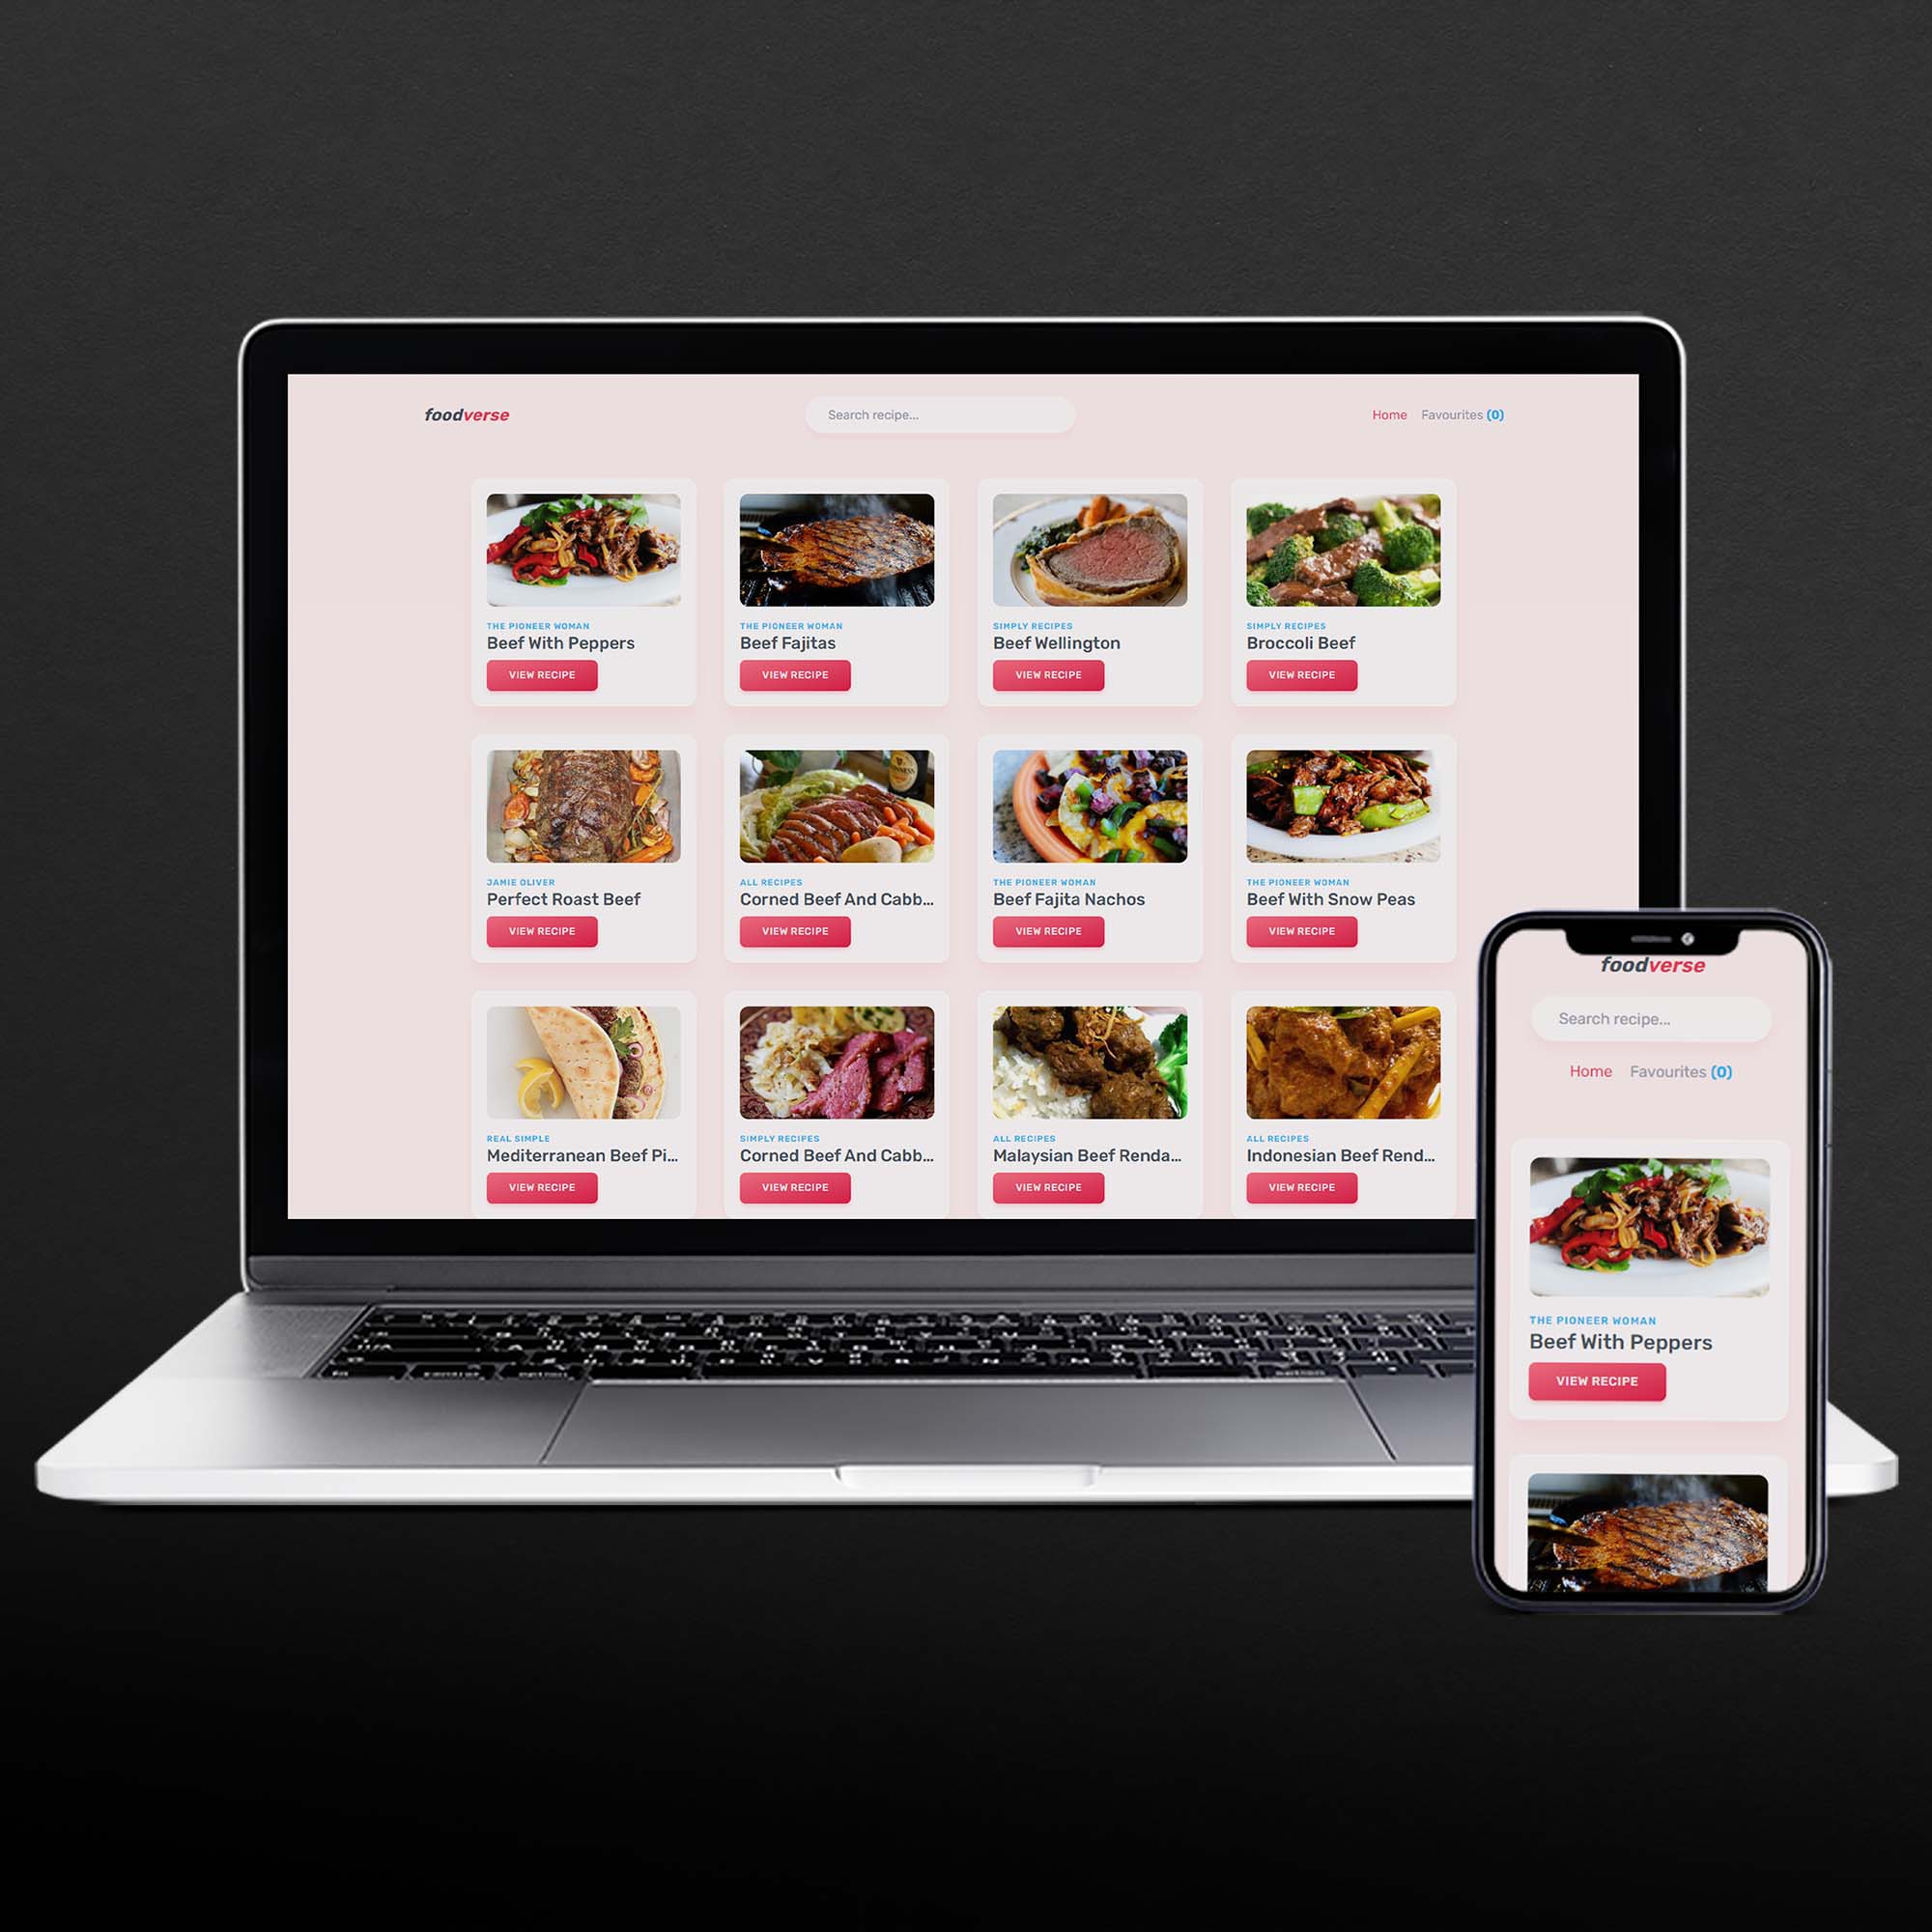 foodverse
Search recipe...
Home Favourites (0)
THE PIONEER WOMAN
Beef With Peppers
VIEW RECIPE
THE PIONEER WOMAN
Beef Fajitas
VIEW RECIPE
SIMPLY RECIPES
Beef Wellington
VIEW RECIPE
SIMPLY RECIPES
Broccoli Beef
VIEW RECIPE
JAMIE OLIVER
Perfect Roast Beef
VIEW RECIPE
GUINNESS
ALL RECIPES
Corned Beef And Cabb...
VIEW RECIPE
THE PIONEER WOMAN
Beef Fajita Nachos
VIEW RECIPE
THE PIONEER WOMAN
Beef With Snow Peas
VIEW RECIPE
REAL SIMPLE
Mediterranean Beef Pi...
VIEW RECIPE
SIMPLY RECIPES
Corned Beef And Cabb...
VIEW RECIPE
ALL RECIPES
Malaysian Beef Renda...
VIEW RECIPE
ALL RECIPES
Indonesian Beef Rend...
VIEW RECIPE
foodverse
Search recipe...
Home Favourites (0)
THE PIONEER WOMAN
Beef With Peppers
VIEW RECIPE